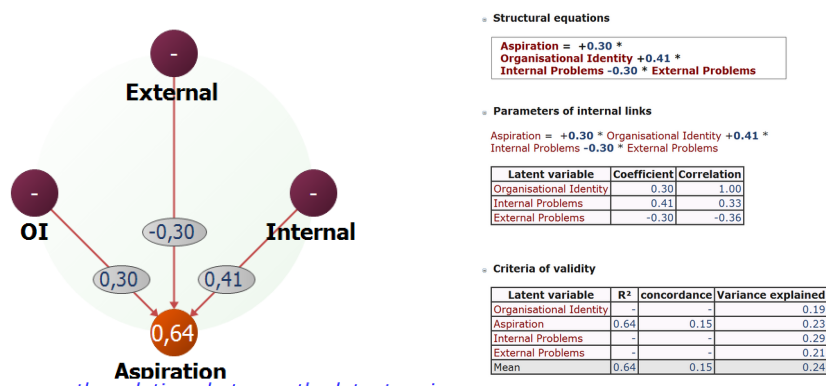 -
External
-
OI
-
Internal
-0,30
0,30
0,41
0,64
Aspiration
Structural equations
Aspiration = +0.30 *
Organisational Identity +0.41 *
Internal Problems -0.30 * External Problems
Parameters of internal links
Aspiration = +0.30 * Organisational Identity +0.41 *
Internal Problems -0.30 * External Problems
Latent variable Coefficient Correlation
Organisational Identity 0.30 1.00
Internal Problems 0.41 0.33
External Problems -0.30 -0.36
Criteria of validity
Latent variable R² concordance Variance explained
Organisational Identity - - 0.19
Aspiration 0.64 0.15 0.23
Internal Problems - - 0.29
External Problems - - 0.21
Mean 0.64 0.15 0.24